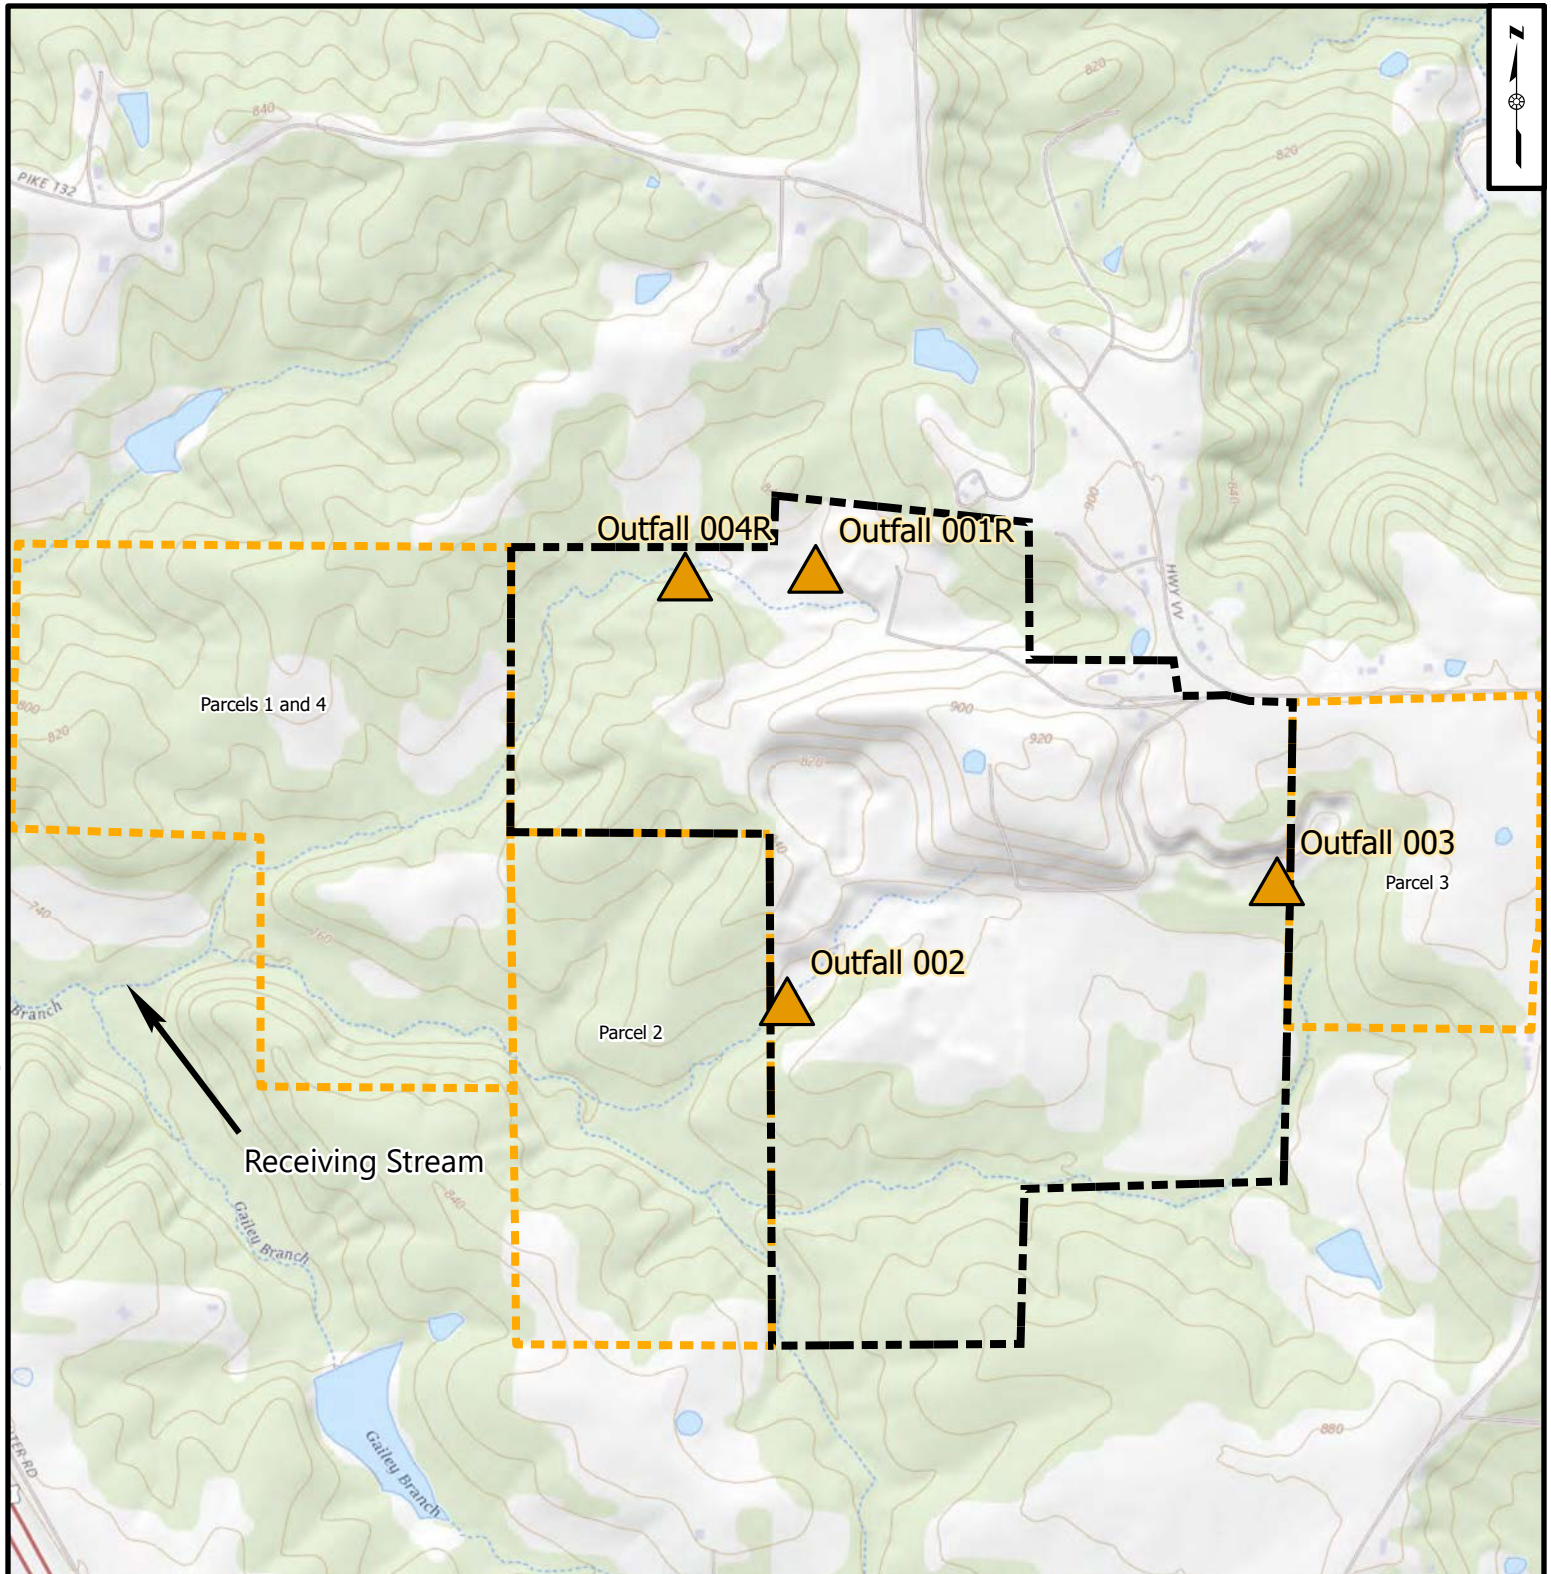 N
820
840
820
PIKE 132
840
900
Outfall 004R
Outfall 001R
HWY VV
Parcels 1 and 4
800
820
900
920
820
Outfall 003
Parcel 3
740
760
Outfall 002
Branch
Parcel 2
Receiving Stream
840
Gailey Branch
880
Gailey Branch